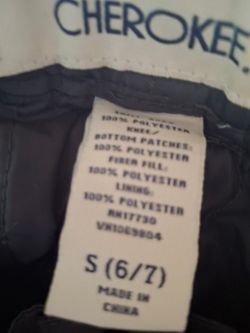 CHEROKEE.
100% POLYESTER
KNEE/
BOTTOM PATCHES:
100% POLYESTER
FIBER FILL:
100% POLYESTER
LINING:
100% POLYESTER
RN17730
VN1069804
S (6/7)
MADE IN
CHINA